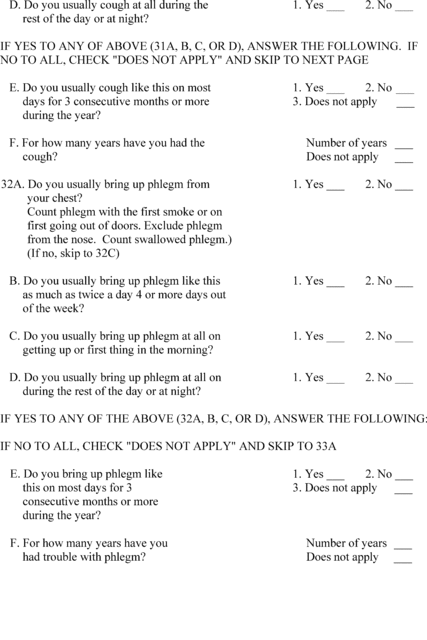 D. Do you usually cough at all during the 1. Yes ___ 2. No ___
rest of the day or at night?
IF YES TO ANY OF ABOVE (31A, B, C, OR D), ANSWER THE FOLLOWING. IF
NO TO ALL, CHECK "DOES NOT APPLY" AND SKIP TO NEXT PAGE
E. Do you usually cough like this on most 1. Yes ___ 2. No ___
days for 3 consecutive months or more 3. Does not apply ___
during the year?
F. For how many years have you had the Number of years ___
cough? Does not apply ___
32A. Do you usually bring up phlegm from 1. Yes ___ 2. No ___
your chest?
Count phlegm with the first smoke or on
first going out of doors. Exclude phlegm
from the nose. Count swallowed phlegm.)
(If no, skip to 32C)
B. Do you usually bring up phlegm like this 1. Yes ___ 2. No ___
as much as twice a day 4 or more days out
of the week?
C. Do you usually bring up phlegm at all on 1. Yes ___ 2. No ___
getting up or first thing in the morning?
D. Do you usually bring up phlegm at all on 1. Yes ___ 2. No ___
during the rest of the day or at night?
IF YES TO ANY OF THE ABOVE (32A, B, C, OR D), ANSWER THE FOLLOWING:
IF NO TO ALL, CHECK "DOES NOT APPLY" AND SKIP TO 33A
E. Do you bring up phlegm like 1. Yes ___ 2. No ___
this on most days for 3 3. Does not apply ___
consecutive months or more
during the year?
F. For how many years have you Number of years ___
had trouble with phlegm? Does not apply ___